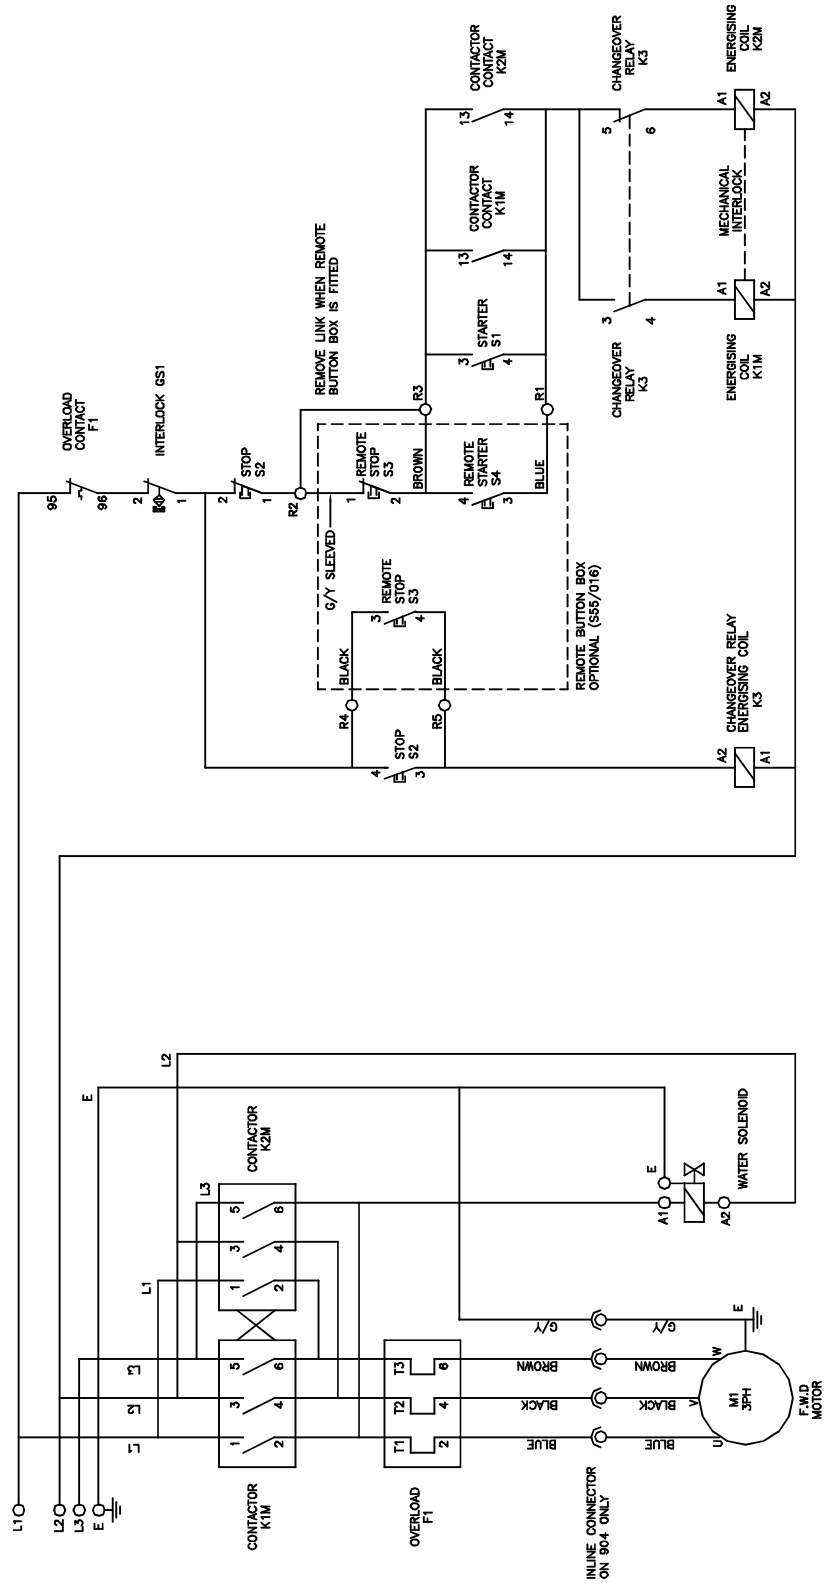 L1
L2
L3
E
L1
L2
L3
E
L2
L1
L3
CONTACTOR
K1M
1
3
5
2
4
6
CONTACTOR
K2M
1
3
5
2
4
6
OVERLOAD
F1
T1
T2
T3
2
4
6
BLUE
BLACK
BROWN
G/Y
INLINE CONNECTOR
ON 904 ONLY
BLUE
BLACK
BROWN
G/Y
U
V
W
E
M1
3PH
F.W.D
MOTOR
A1
E
A2
WATER SOLENOID
95
96
OVERLOAD
CONTACT
F1
2
1
INTERLOCK GS1
2
1
STOP
S2
R2
REMOVE LINK WHEN REMOTE
BUTTON BOX IS FITTED
G/Y SLEEVED
1
2
REMOTE
STOP
S3
BROWN
R3
4
3
REMOTE
STARTER
S4
BLUE
R1
R4
BLACK
3
4
REMOTE
STOP
S3
R5
BLACK
4
3
STOP
S2
REMOTE BUTTON BOX
OPTIONAL (S55/016)
3
4
STARTER
S1
13
14
CONTACTOR
CONTACT
K1M
13
14
CONTACTOR
CONTACT
K2M
3
4
CHANGEOVER
RELAY
K3
5
6
CHANGEOVER
RELAY
K3
A2
A1
CHANGEOVER RELAY
ENERGISING COIL
K3
A1
A2
ENERGISING
COIL
K1M
MECHANICAL
INTERLOCK
A1
A2
ENERGISING
COIL
K2M